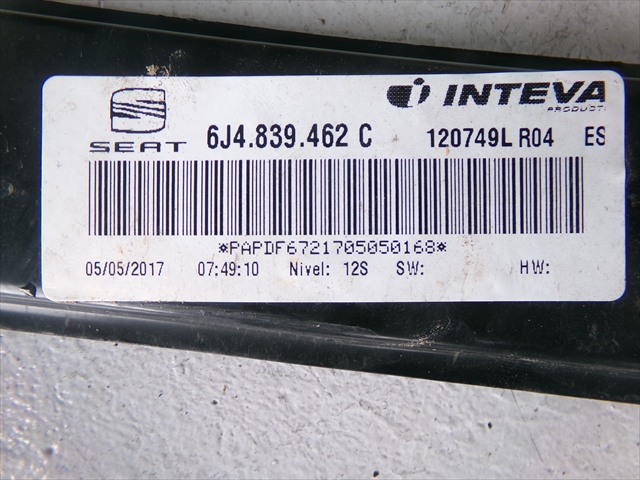 INTEVA
PRODUCT
SEAT 6J4.839.462 C 120749L R04 ES
*PAPDF6721705050168*
05/05/2017 07:49:10 Nivel: 12S SW: HW: